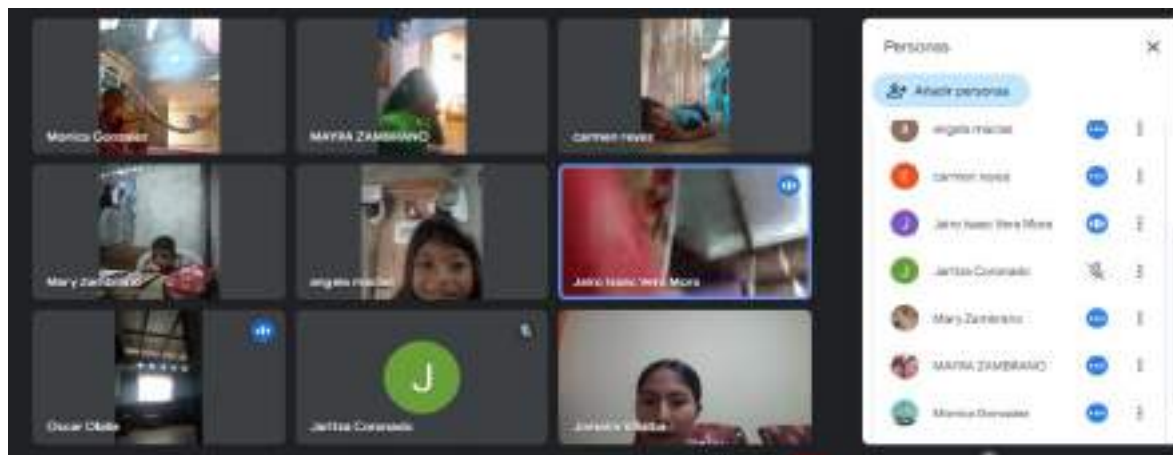 Monica Gonzalez
MAYRA ZAMBRANO
carmen reyes
Mary Zambrano
angela macias
Jairo Isaac Vera Mora
Oscar Olalle
Jaritza Coronado
Personas
Añadir personas
angela macias
carmen reyes
J
Jairo Isaac Vera Mora
J
Jaritza Coronado
Mary Zambrano
MAYRA ZAMBRANO
Monica Gonzalez
J